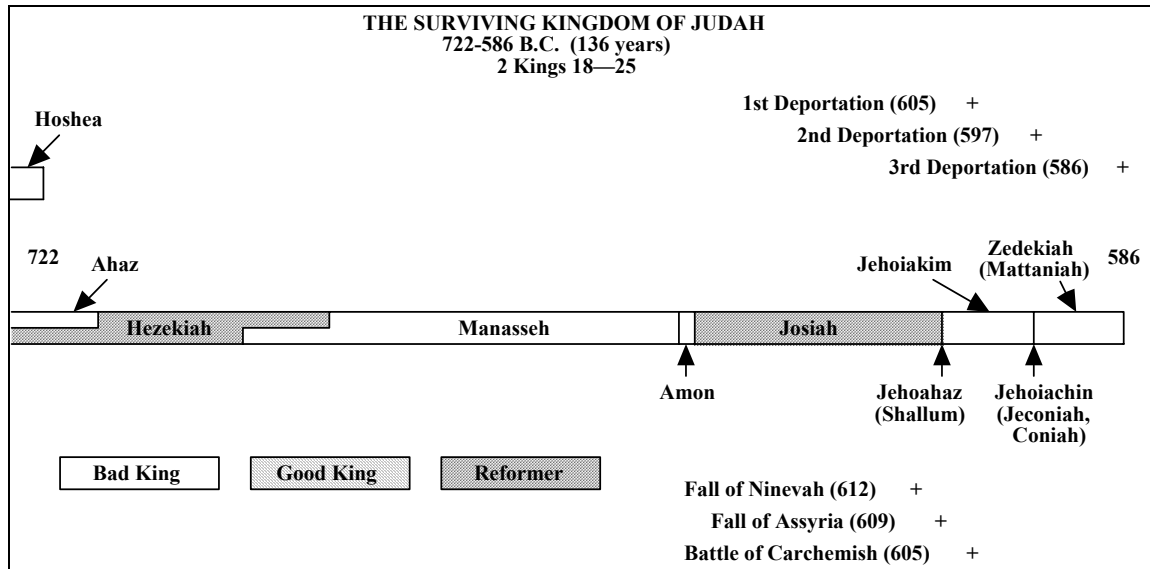 THE SURVIVING KINGDOM OF JUDAH
722-586 B.C. (136 years)
2 Kings 18—25
1st Deportation (605) +
Hoshea
2nd Deportation (597) +
3rd Deportation (586) +
722
Ahaz
Jehoiakim
Zedekiah
(Mattaniah)
586
Hezekiah
Manasseh
Josiah
Amon
Jehoahaz
(Shallum)
Jehoiachin
(Jeconiah,
Coniah)
Bad King
Good King
Reformer
Fall of Ninevah (612) +
Fall of Assyria (609) +
Battle of Carchemish (605) +